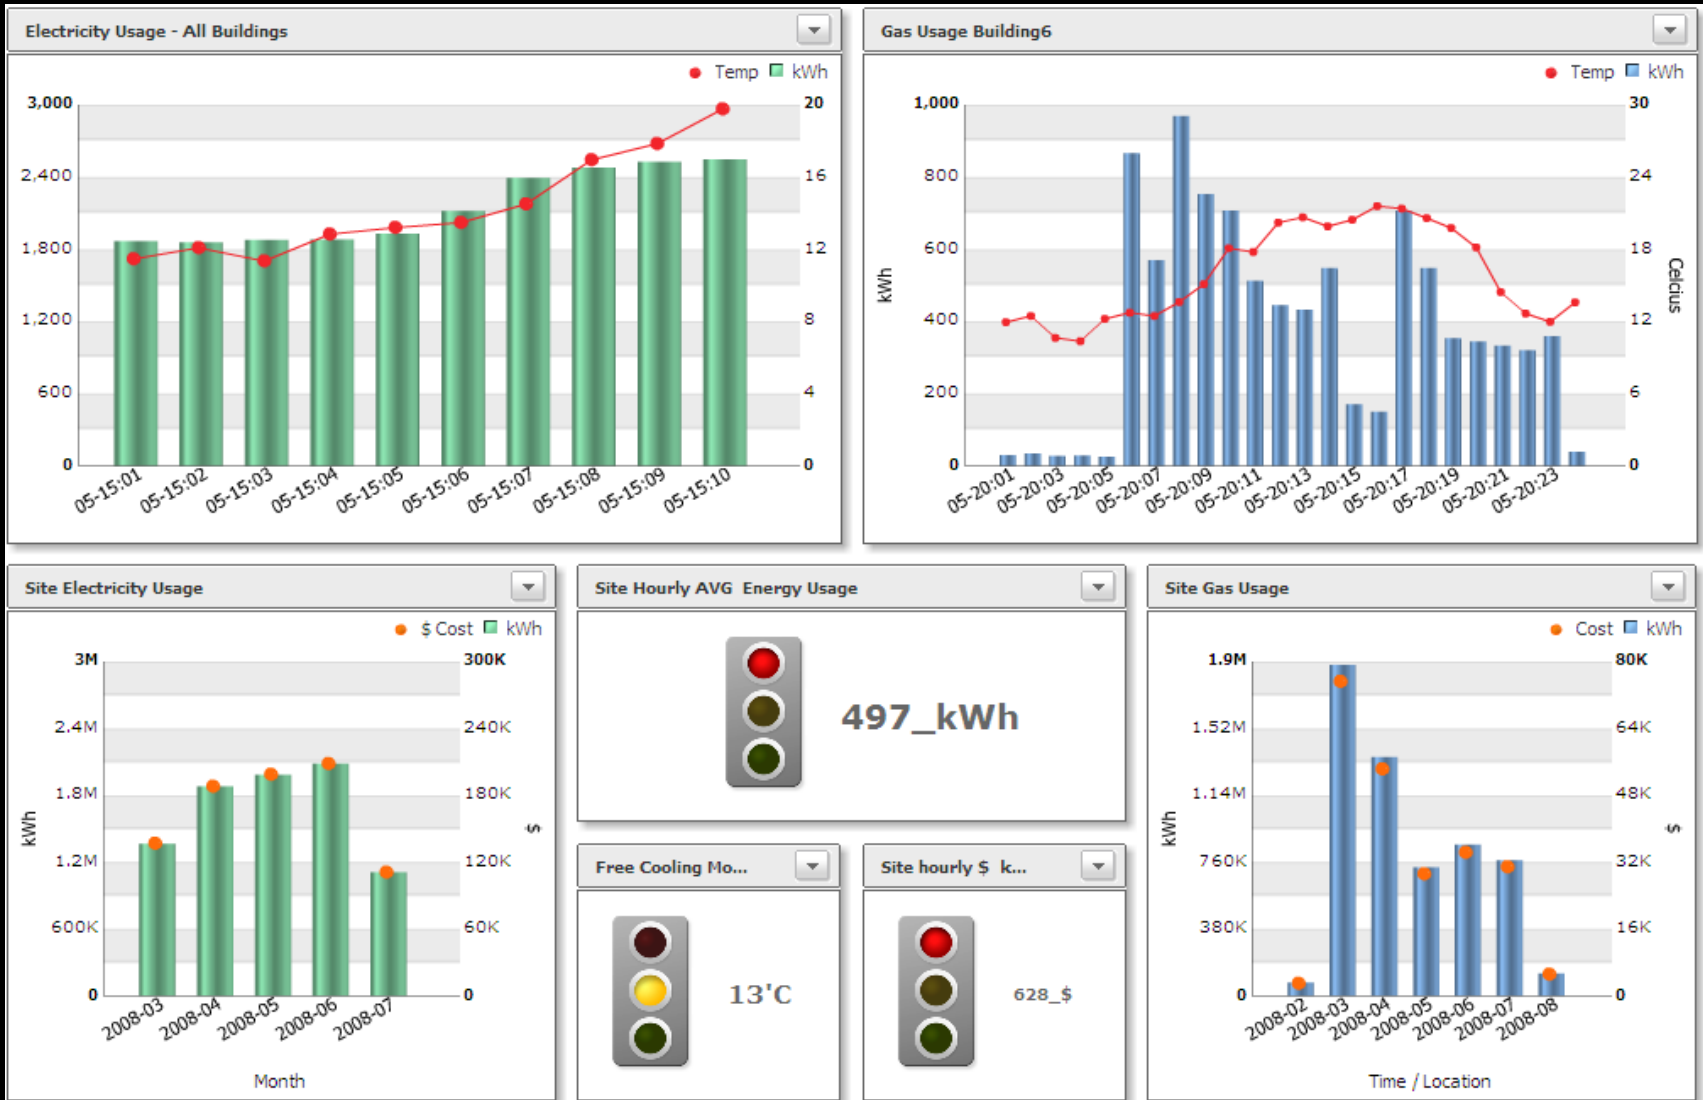 Electricity Usage - All Buildings
Temp kWh
3,000
2,400
1,800
1,200
600
0
20
16
12
8
4
0
05-15:01 05-15:02 05-15:03 05-15:04 05-15:05 05-15:06 05-15:07 05-15:08 05-15:09 05-15:10
Gas Usage Building6
Temp kWh
1,000
800
600
400
200
0
kWh
30
24
18
12
6
0
Celcius
05-20:01 05-20:03 05-20:05 05-20:07 05-20:09 05-20:11 05-20:13 05-20:15 05-20:17 05-20:19 05-20:21 05-20:23
Site Electricity Usage
$ Cost kWh
3M
2,4M
1.8M
1.2M
600K
0
kWh
300K
240K
180K
120K
60K
0
$
2008-03 2008-04 2008-05 2008-06 2008-07
Month
Site Hourly AVG Energy Usage
497_kWh
Free Cooling Mo...
13'C
Site hourly $ k...
628_$
Site Gas Usage
Cost kWh
1.9M
1.52M
1.14M
760K
380K
0
kWh
80K
64K
48K
32K
16K
0
$
2008-02 2008-03 2008-04 2008-05 2008-06 2008-07 2008-08
Time / Location